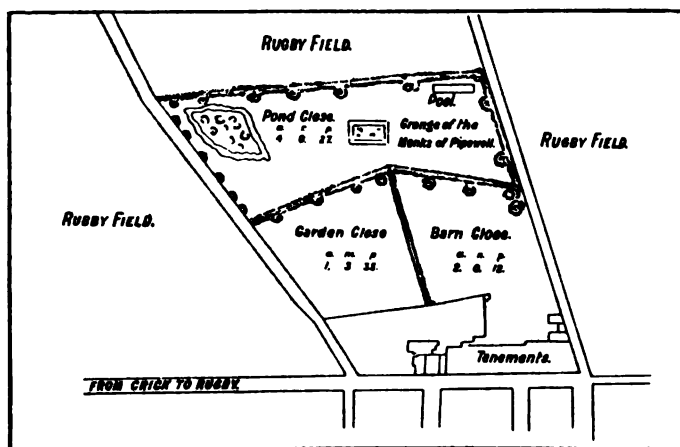 RUGBY FIELD.
Pool.
Pond Close.
a. r. p.
4 0. 27.
Grange of the
Monks of Pipewell.
RUGBY FIELD.
RUGBY FIELD.
Garden Close
a. m. p
1. 3 35.
Barn Close.
a. r. p.
2. 0. 12.
Tenements.
FROM CRICK TO RUGBY.